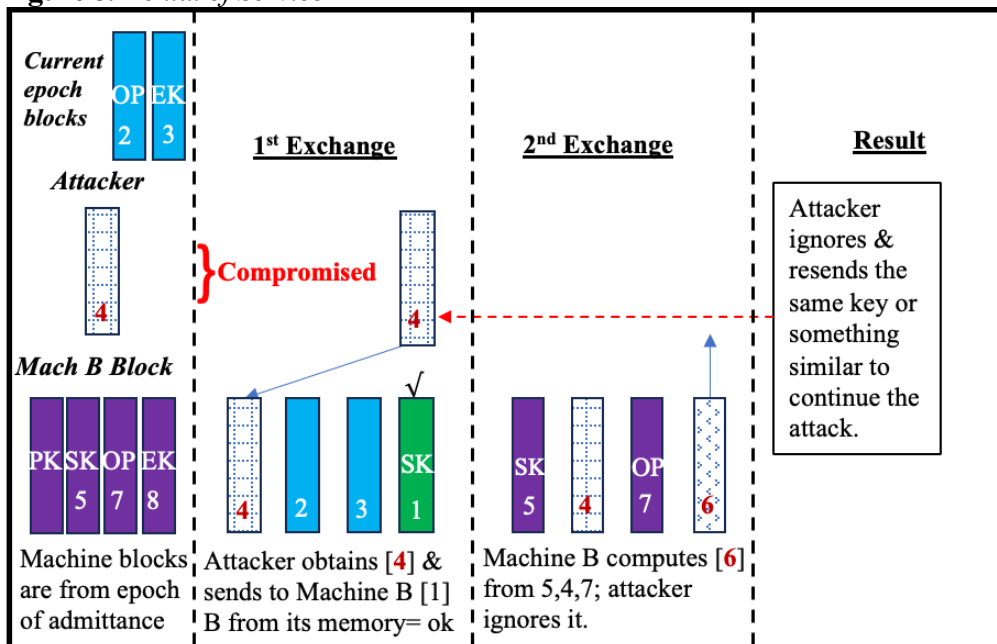 Current
epoch
blocks
OP
2
EK
3
Attacker
4
Mach B Block
PK
SK
5
OP
7
EK
8
Machine blocks
are from epoch
of admittance
1st Exchange
} Compromised
4
√
4
2
3
SK
1
Attacker obtains [4] &
sends to Machine B [1]
B from its memory= ok
2nd Exchange
SK
5
4
OP
7
6
Machine B computes [6]
from 5,4,7; attacker
ignores it.
Result
Attacker
ignores &
resends the
same key or
something
similar to
continue the
attack.